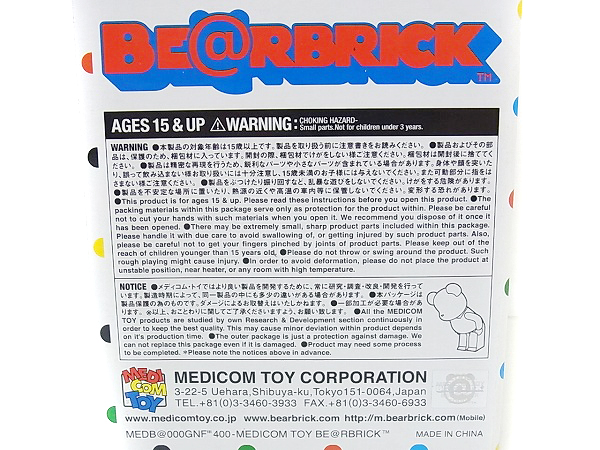 BE@RBRICK
TM
AGES 15 & UP ⚠WARNING: CHOKING HAZARD-
Small parts. Not for children under 3 years.
WARNING ●本製品の対象年齢は15歳以上です。製品を取り扱う前に注意書きをお読みください。●製品およびその部
品は、保護のため、梱包材に入っています。開封の際、梱包材でけがをしない様ご注意ください。梱包材は開封後に捨ててくだ
さい。●製品は精密な再現を行うため、鋭利なパーツや小さなパーツが含まれている場合があります。身体や顔を突いた
り、誤って飲み込まない様お取り扱いには十分注意し、15歳未満のお子様には与えないでください。また可動部分に指をは
さまない様ご注意ください。●製品をぶつけたり振り回すなど、乱暴な遊びをしないでください。けがをする危険があります。
●製品を不安定な場所に置いたり、熱源の近くや高温の車内等に保管しないでください。変形する恐れがあります。
●This product is for ages 15 & up. Please read these instructions before you open this product. ●The
packing materials within this package serve only as protection for product within. Please be careful
not to cut your hands with such materials when you open it. We recommend you dispose of it once it
has been opened. ●There may be extremely small, sharp product parts included within this package.
Please handle it with due care to avoid swallowing of, or getting injured by such product parts. Also,
please be careful not to get your fingers pinched by joints of product parts. Please keep out of the
reach of children younger than 15 years old. ●Please do not throw or swing around the product. Such
rough playing might cause injury. ●In order to avoid deformation, please do not place the product at
unstable position, near heater, or any room with high temperature.
NOTICE ●メディコム・トイではより良い製品を開発するために、常に研究・調査・改良・開発を行って
います。製造時期によって、同一製品の中にも多少の違いがある場合があります。●本パッケージは
製品保護の為のものです。ダメージによるお取替えはいたしかねます。●一部加工が必要な場合が
あります。※以上、おことわりに関してご了承くださいますよう、お願い致します。●All the MEDICOM
TOY products are studied by own Research & Development section continuously in
order to keep the best quality. This may cause minor deviation within product depends
on it's production time. ●The outer package is just a protection against damage. We
can not replace this package even if it is damaged. ●Product may need some process
to be completed. *Please note the notices above in advance.
MEDI
COM
TOY
MEDICOM TOY CORPORATION
3-22-5 Uehara,Shibuya-ku,Tokyo151-0064,Japan
TEL.+81(0)3-3460-3933 FAX.+81(0)3-3460-6933
www.medicomtoy.co.jp www.bearbrick.com http://m.bearbrick.com(Mobile)
MEDB@000GNF"400-MEDICOM TOY BE@RBRICK"
MADE IN CHINA